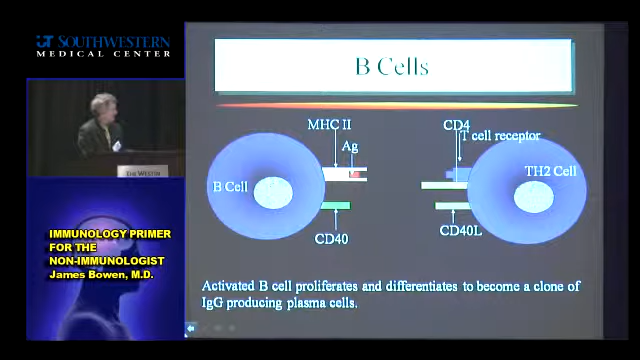 UT SOUTHWESTERN
MEDICAL CENTER
THE WESTIN
IMMUNOLOGY PRIMER
FOR THE
NON-IMMUNOLOGIST
James Bowen, M.D.
B Cells
MHC II
CD4
T cell receptor
Ag
B Cell
TH2 Cell
CD40
CD40L
Activated B cell proliferates and differentiates to become a clone of
IgG producing plasma cells.